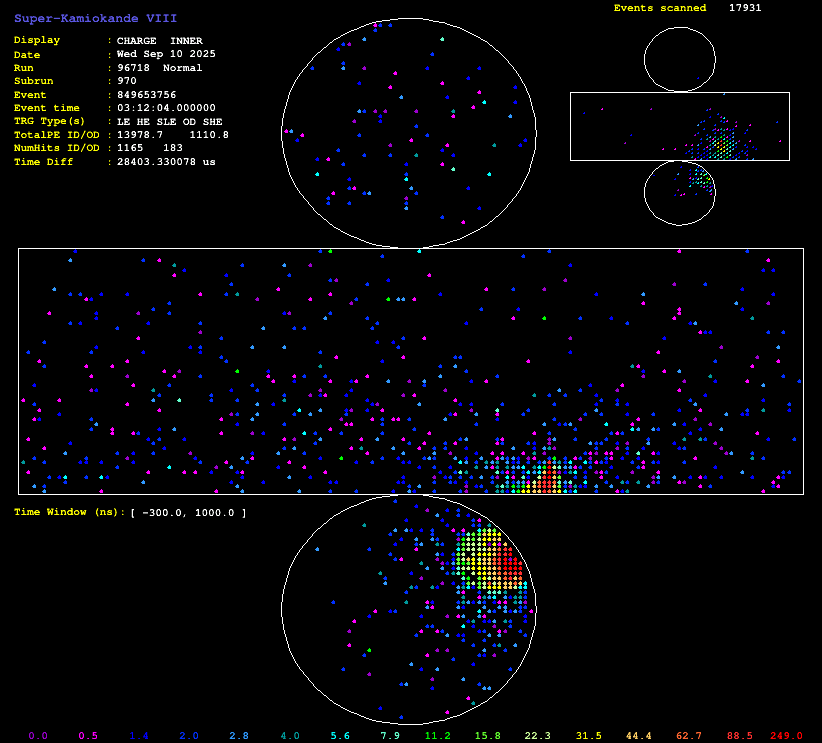 Super-Kamiokande VIII
Events scanned 17931
Display : CHARGE INNER
Date : Wed Sep 10 2025
Run : 96718 Normal
Subrun : 970
Event : 849653756
Event time : 03:12:04.000000
TRG Type(s) : LE HE SLE OD SHE
TotalPE ID/OD : 13978.7 1110.8
NumHits ID/OD : 1165 183
Time Diff : 28403.330078 us
Time Window (ns): [ -300.0, 1000.0 ]
0.0 0.5 1.4 2.0 2.8 4.0 5.6 7.9 11.2 15.8 22.3 31.5 44.4 62.7 88.5 249.0